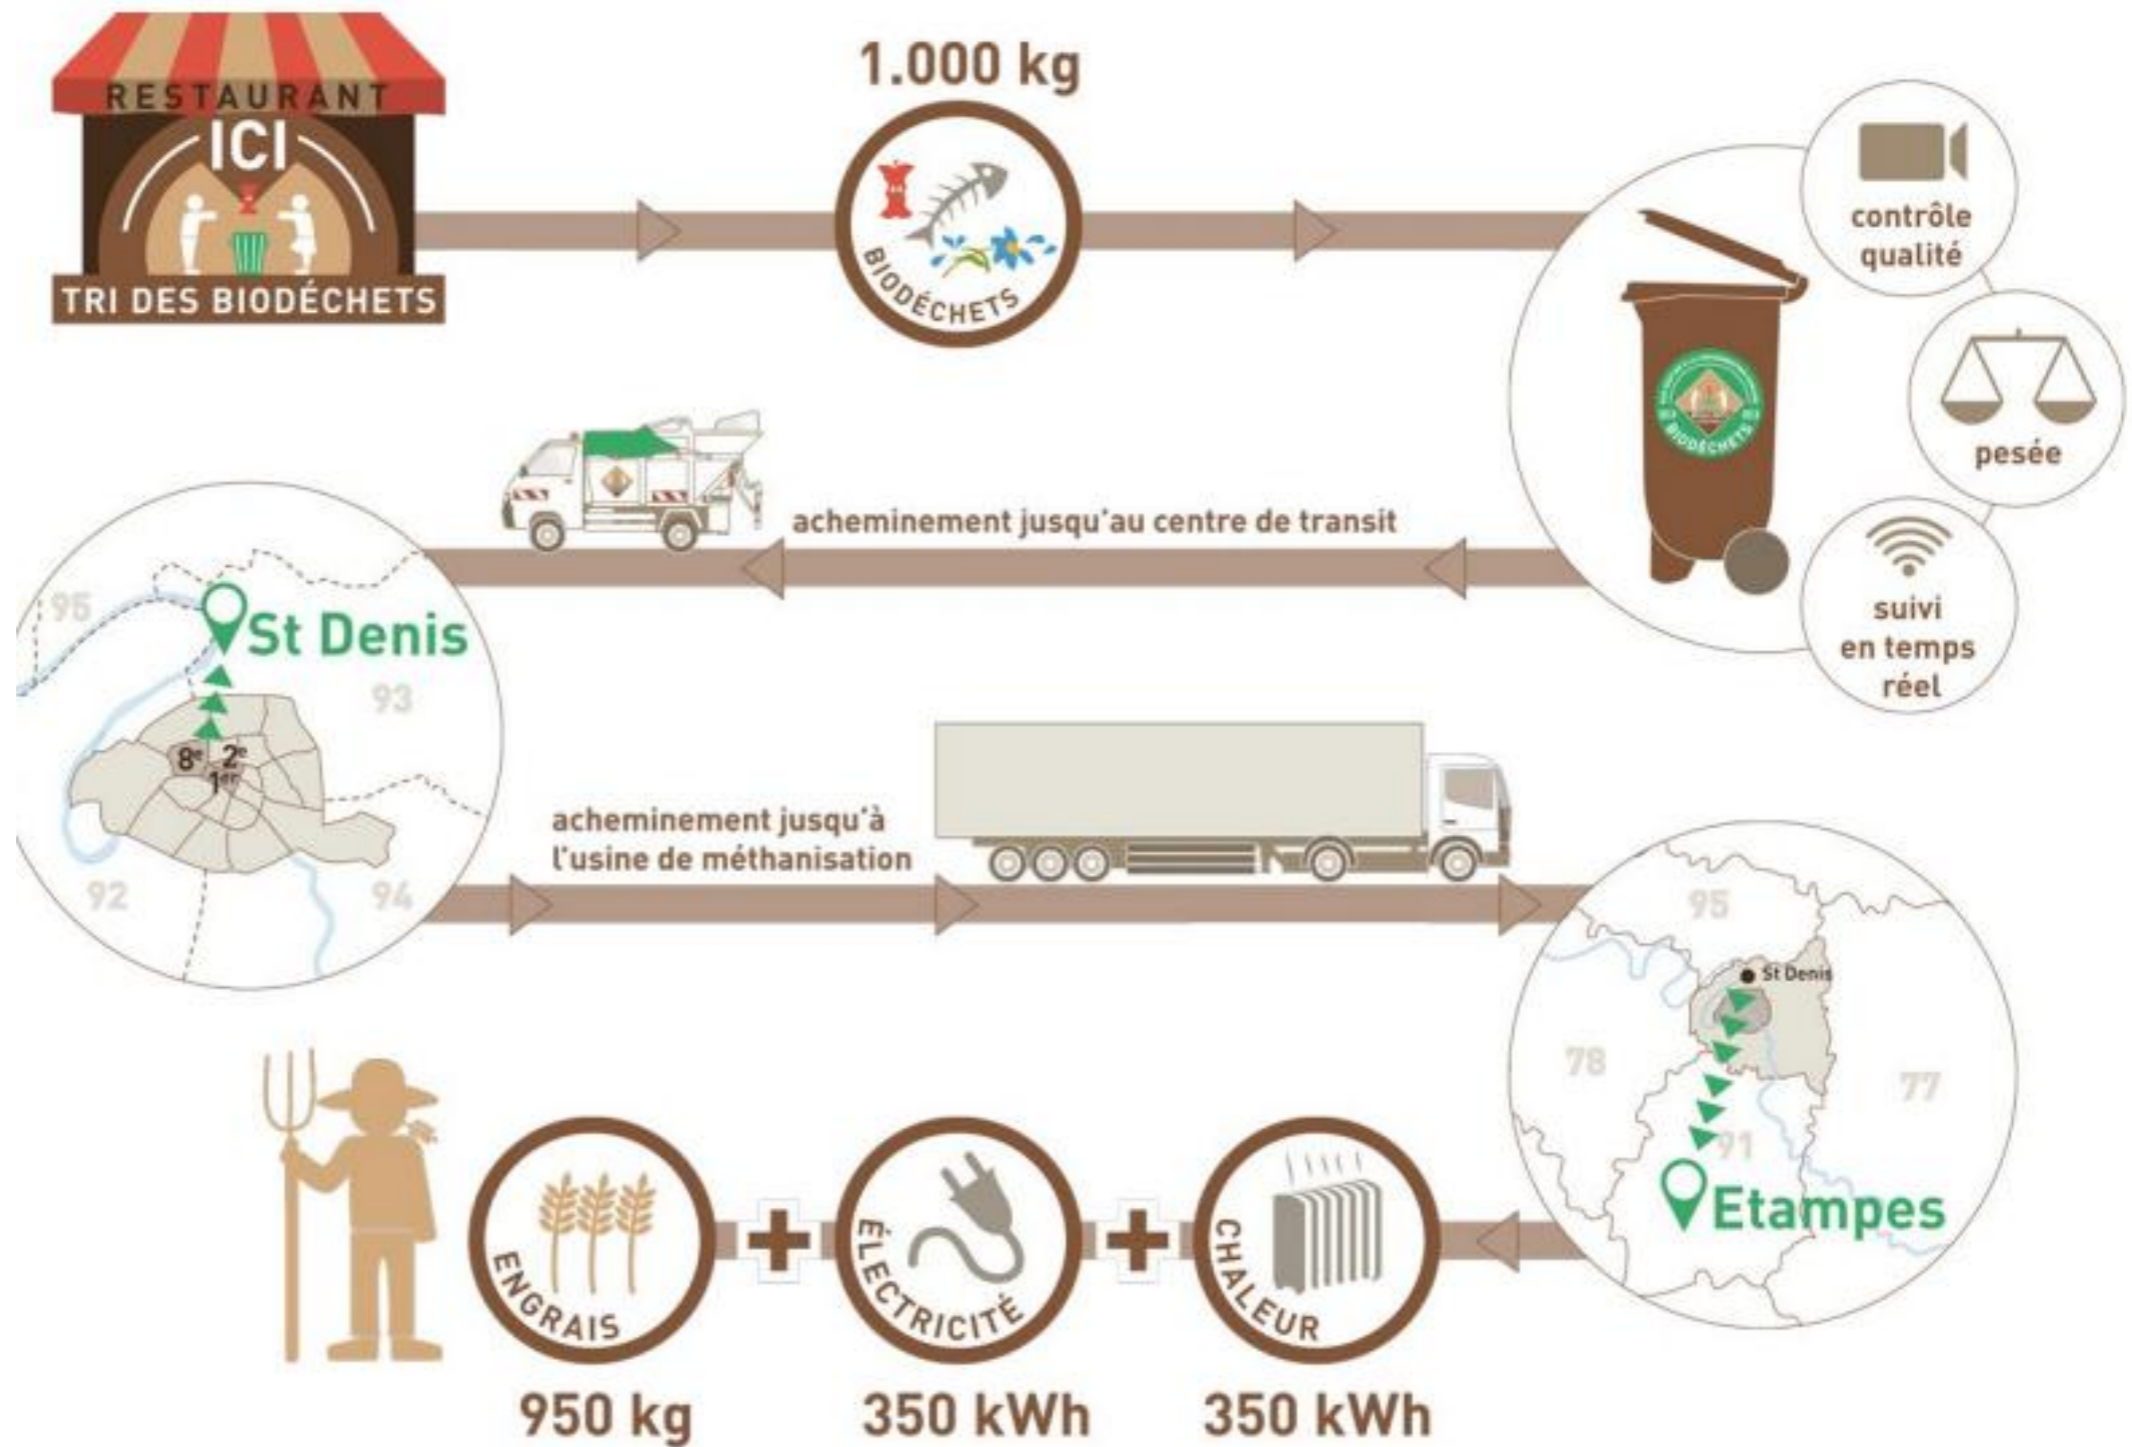 RESTAURANT
ICI
TRI DES BIODÉCHETS
1.000 kg
BIODÉCHETS
contrôle
qualité
pesée
suivi
en temps
réel
BIODÉCHETS
acheminement jusqu'au centre de transit
95
St Denis
93
8e
2e
1er
92
94
acheminement jusqu'à
l'usine de méthanisation
95
St Denis
78
77
91
Etampes
ENGRAIS
ÉLECTRICITÉ
CHALEUR
950 kg
350 kWh
350 kWh